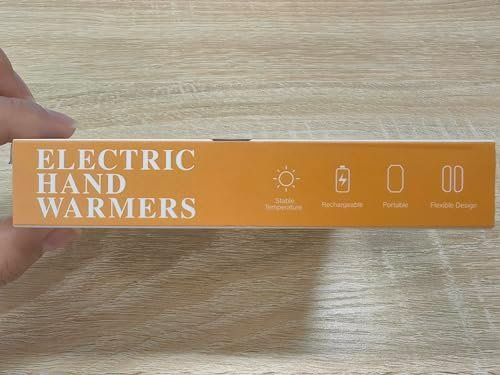 ELECTRIC
HAND
WARMERS
Stable
Temperature
Rechargeable
Portable
Flexible Design